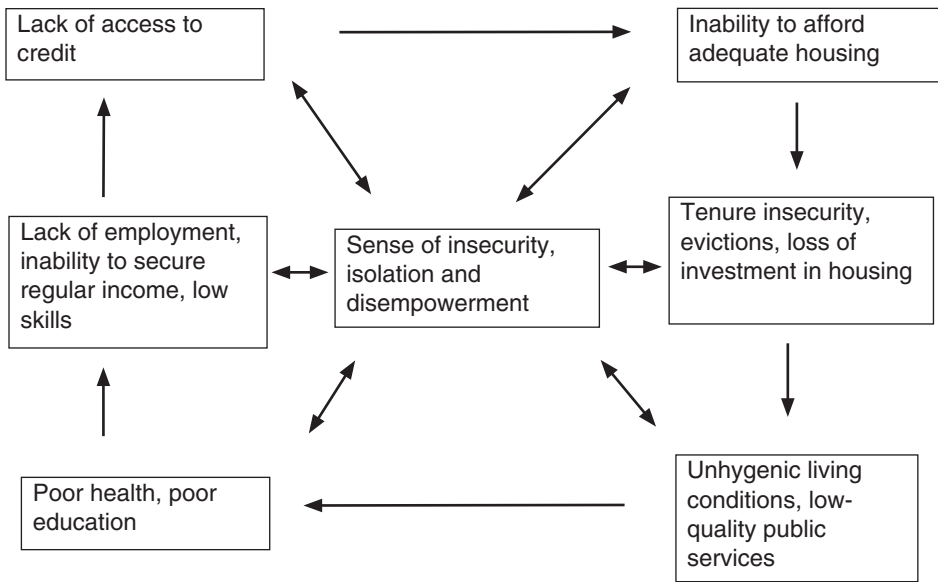 Lack of access to
credit
Inability to afford
adequate housing
Lack of employment,
inability to secure
regular income, low
skills
Sense of insecurity,
isolation and
disempowerment
Tenure insecurity,
evictions, loss of
investment in housing
Poor health, poor
education
Unhygenic living
conditions, low-
quality public
services